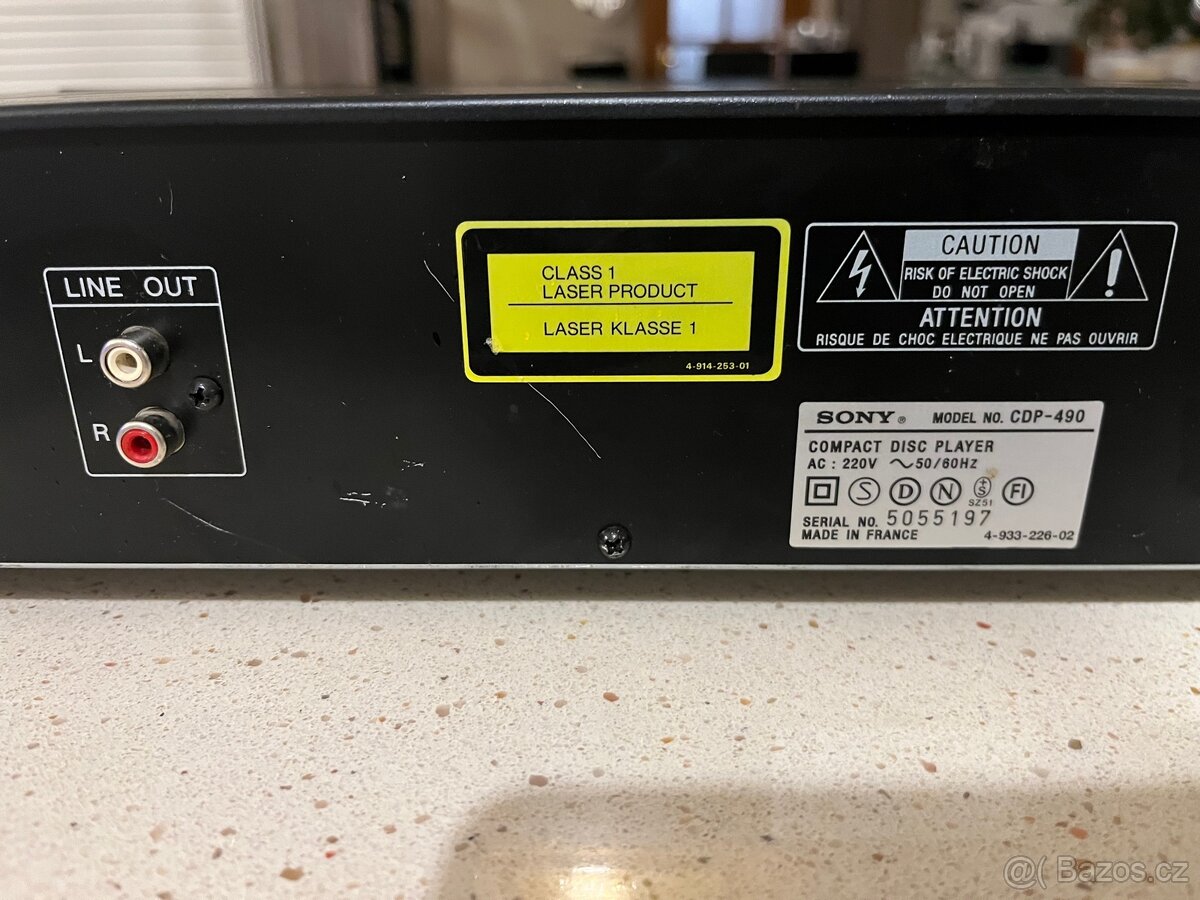 LINE OUT
L
R
CLASS 1
LASER PRODUCT
LASER KLASSE 1
4-914-253-01
CAUTION
RISK OF ELECTRIC SHOCK
DO NOT OPEN
ATTENTION
RISQUE DE CHOC ELECTRIQUE NE PAS OUVRIR
SONY® MODEL NO. CDP-490
COMPACT DISC PLAYER
AC : 220V ～50/60Hz
S D N +S FI
SZ51
SERIAL NO. 5055197
MADE IN FRANCE 4-933-226-02
Bazos.cz